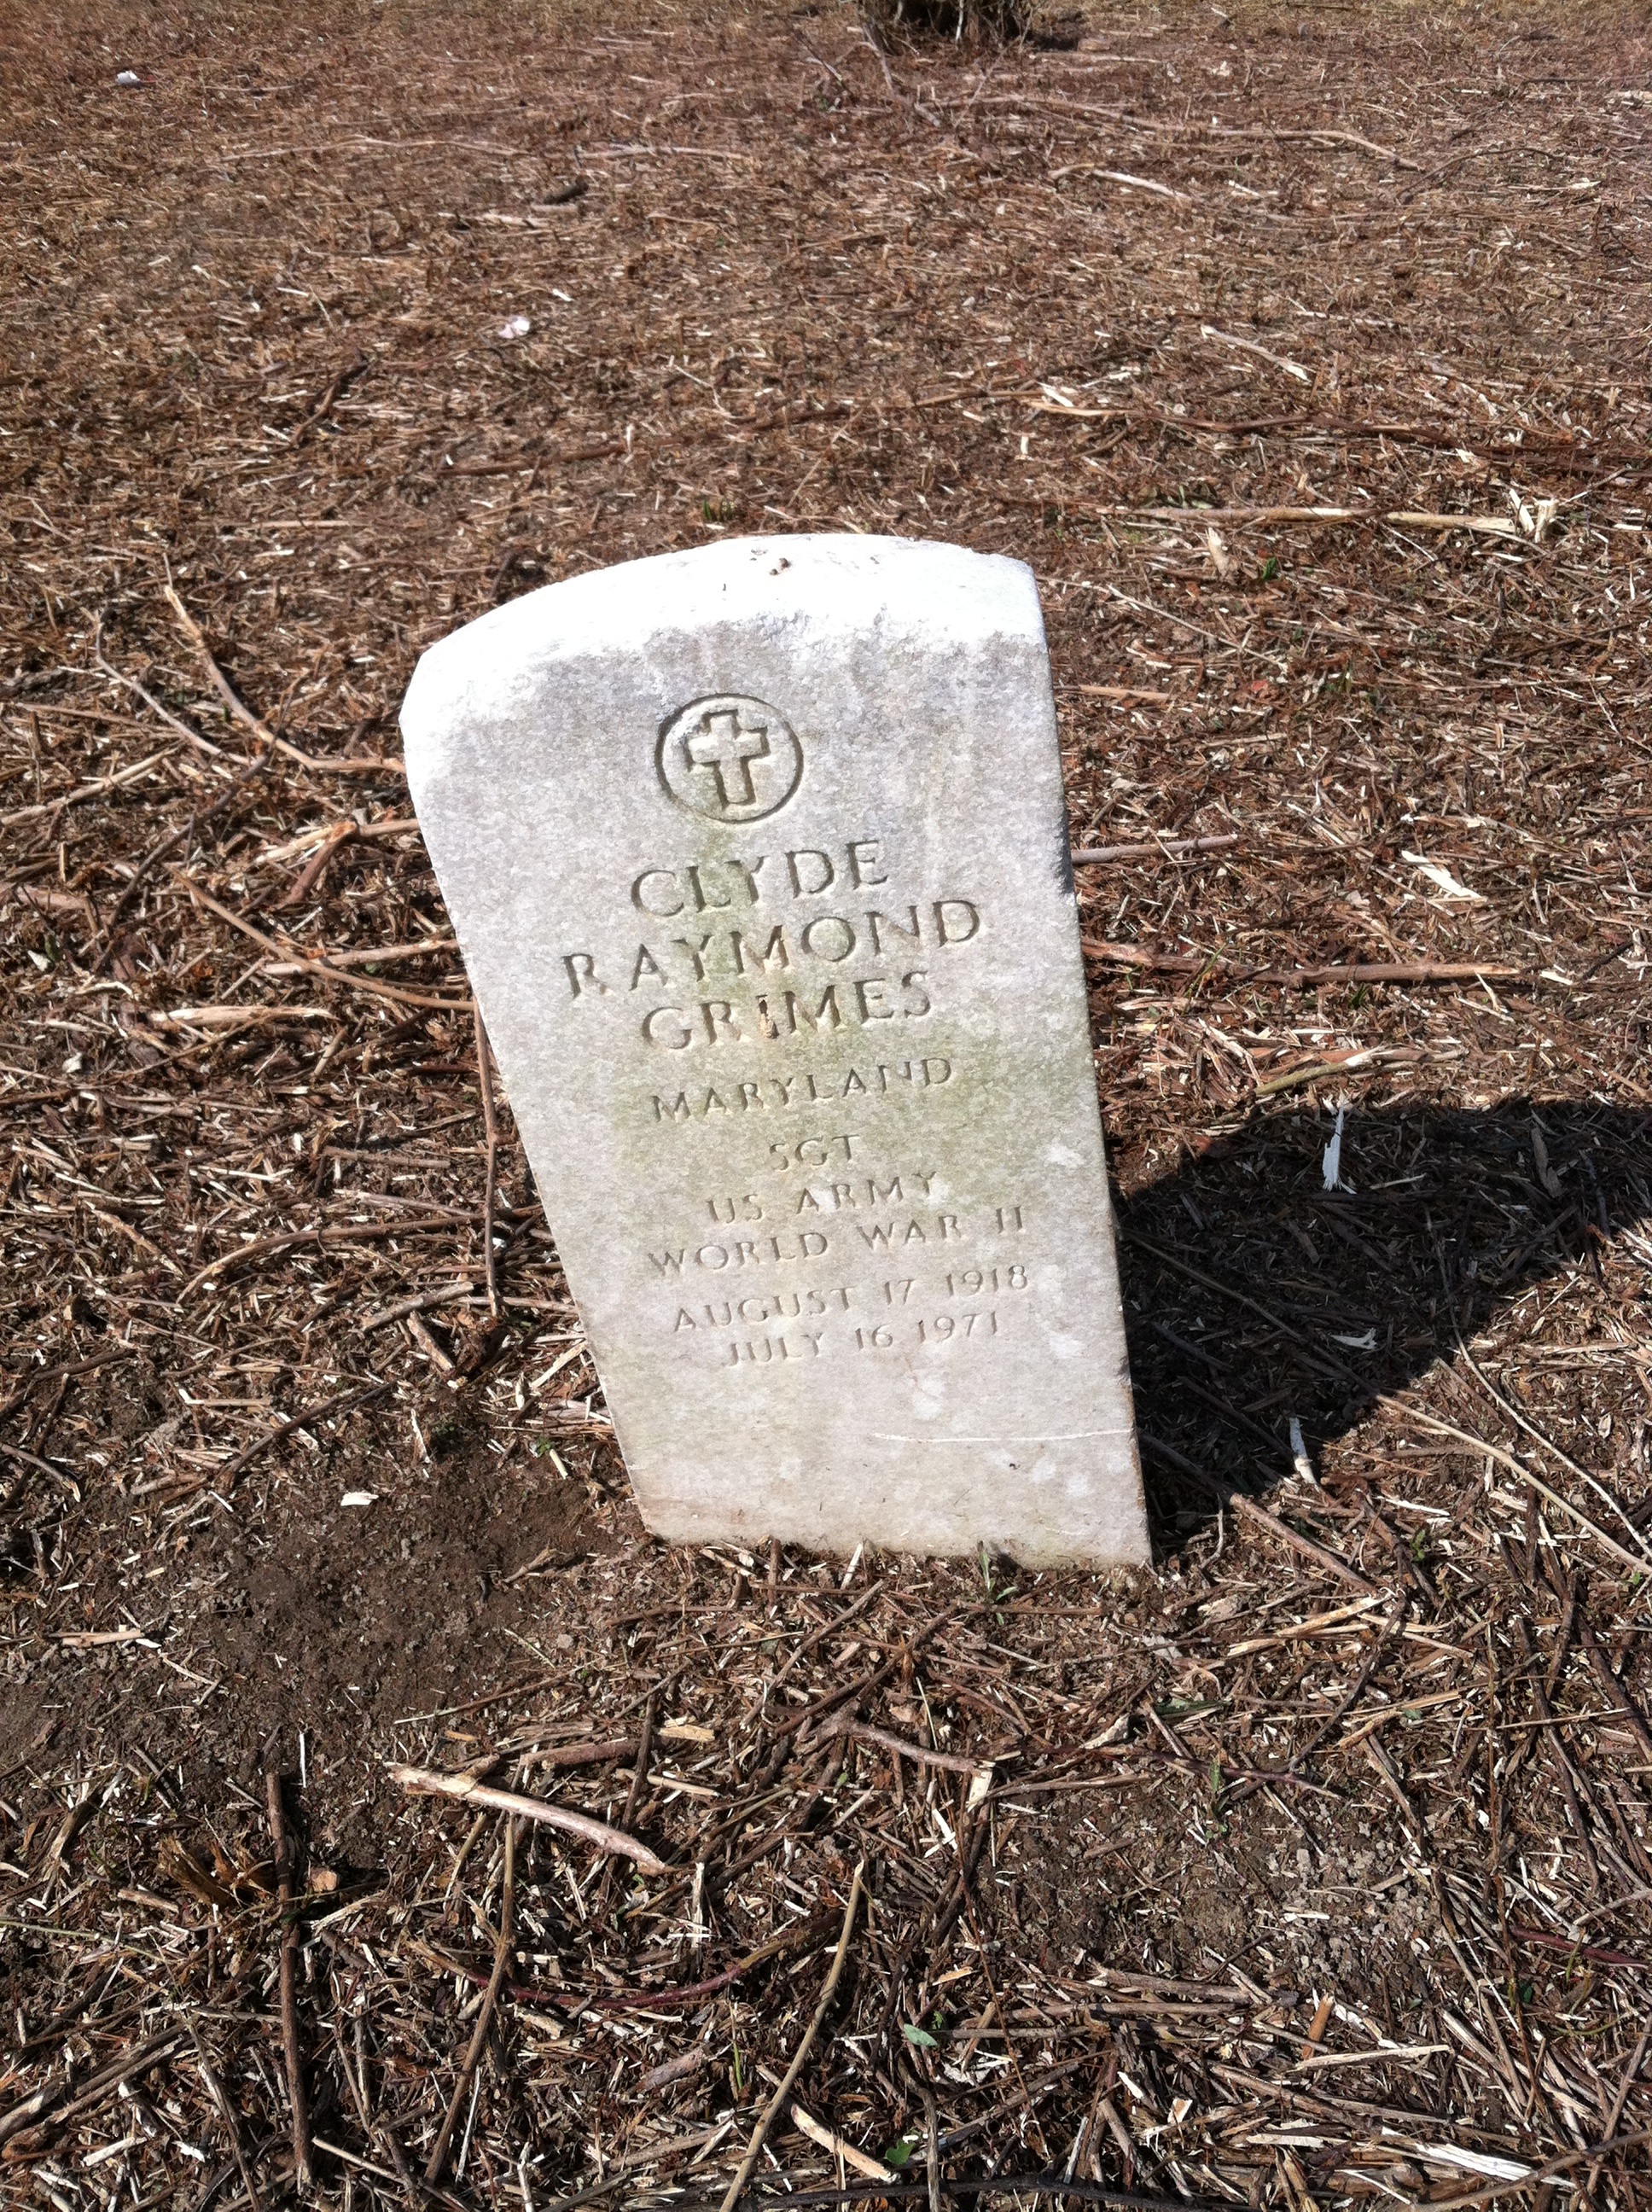 CLYDE
RAYMOND
GRIMES
MARYLAND
SGT
US ARMY
WORLD WAR II
AUGUST 17 1918
JULY 16 1971